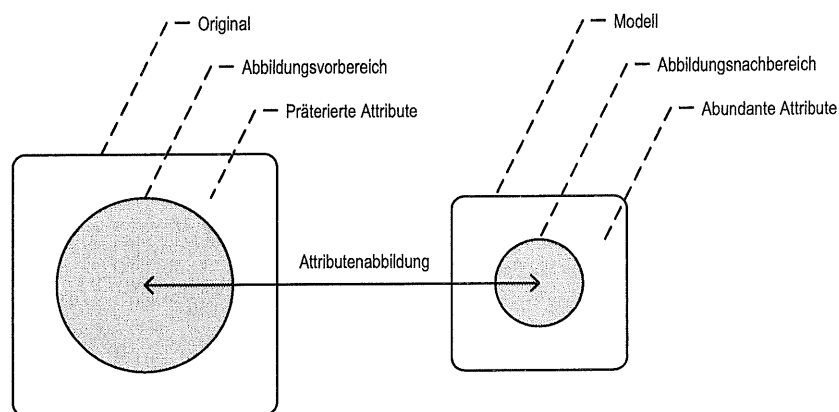 Original
Abbildungsvorbereich
Präterierte Attribute
Modell
Abbildungsnachbereich
Abundante Attribute
Attributenabbildung